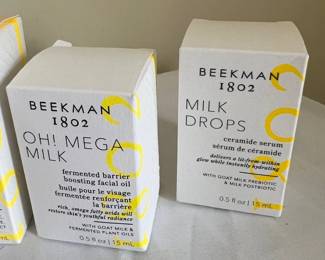 BEEKMAN
1802
OH! MEGA
MILK
fermented barrier
boosting facial oil
huile pour le visage
fermentée renforçant
la barrière
rich, omega fatty acids will
restore skin's youthful radiance
WITH GOAT MILK &
FERMENTED PLANT OILS
0.5 fl oz | 15 mL
BEEKMAN
1802
MILK
DROPS
ceramide serum
sérum de céramide
delivers a lit-from-within
glow while instantly hydrating
WITH GOAT MILK PREBIOTIC
& MILK POSTBIOTIC
0.5 fl oz | 15 mL